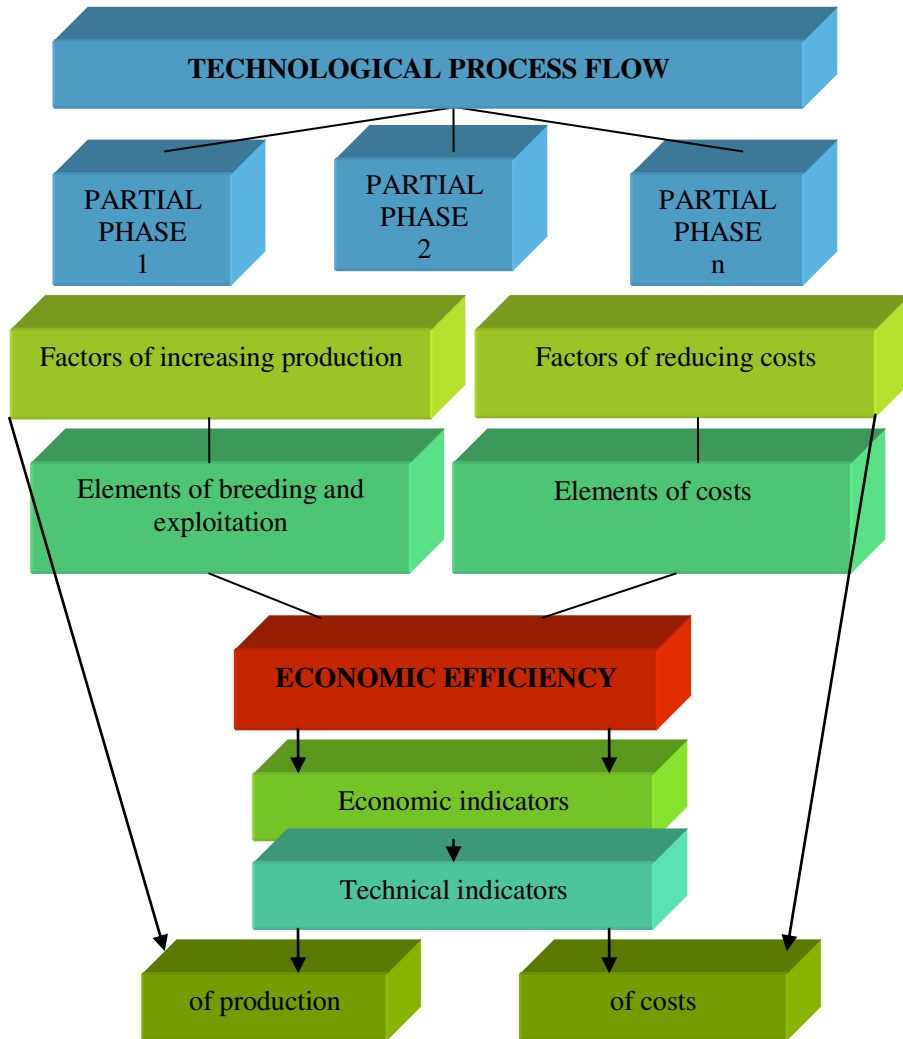 TECHNOLOGICAL PROCESS FLOW
PARTIAL
PHASE
1
PARTIAL
PHASE
2
PARTIAL
PHASE
n
Factors of increasing production
Factors of reducing costs
Elements of breeding and
exploitation
Elements of costs
ECONOMIC EFFICIENCY
Economic indicators
Technical indicators
of production
of costs